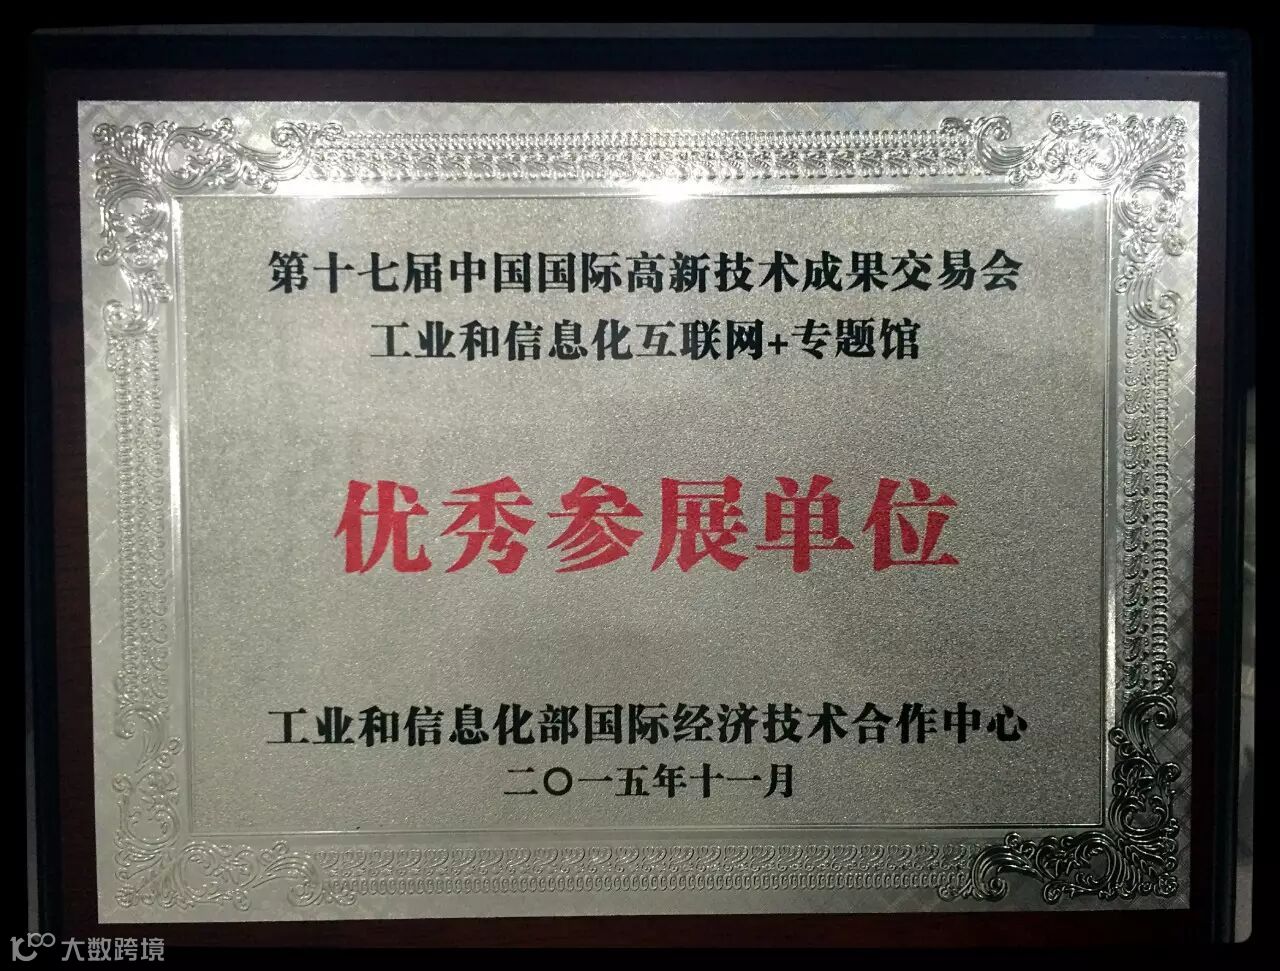 第十七届中国国际高新技术成果交易会
工业和信息化互联网+专题馆
优秀参展单位
工业和信息化部国际经济技术合作中心
二〇一五年十一月
大数跨境